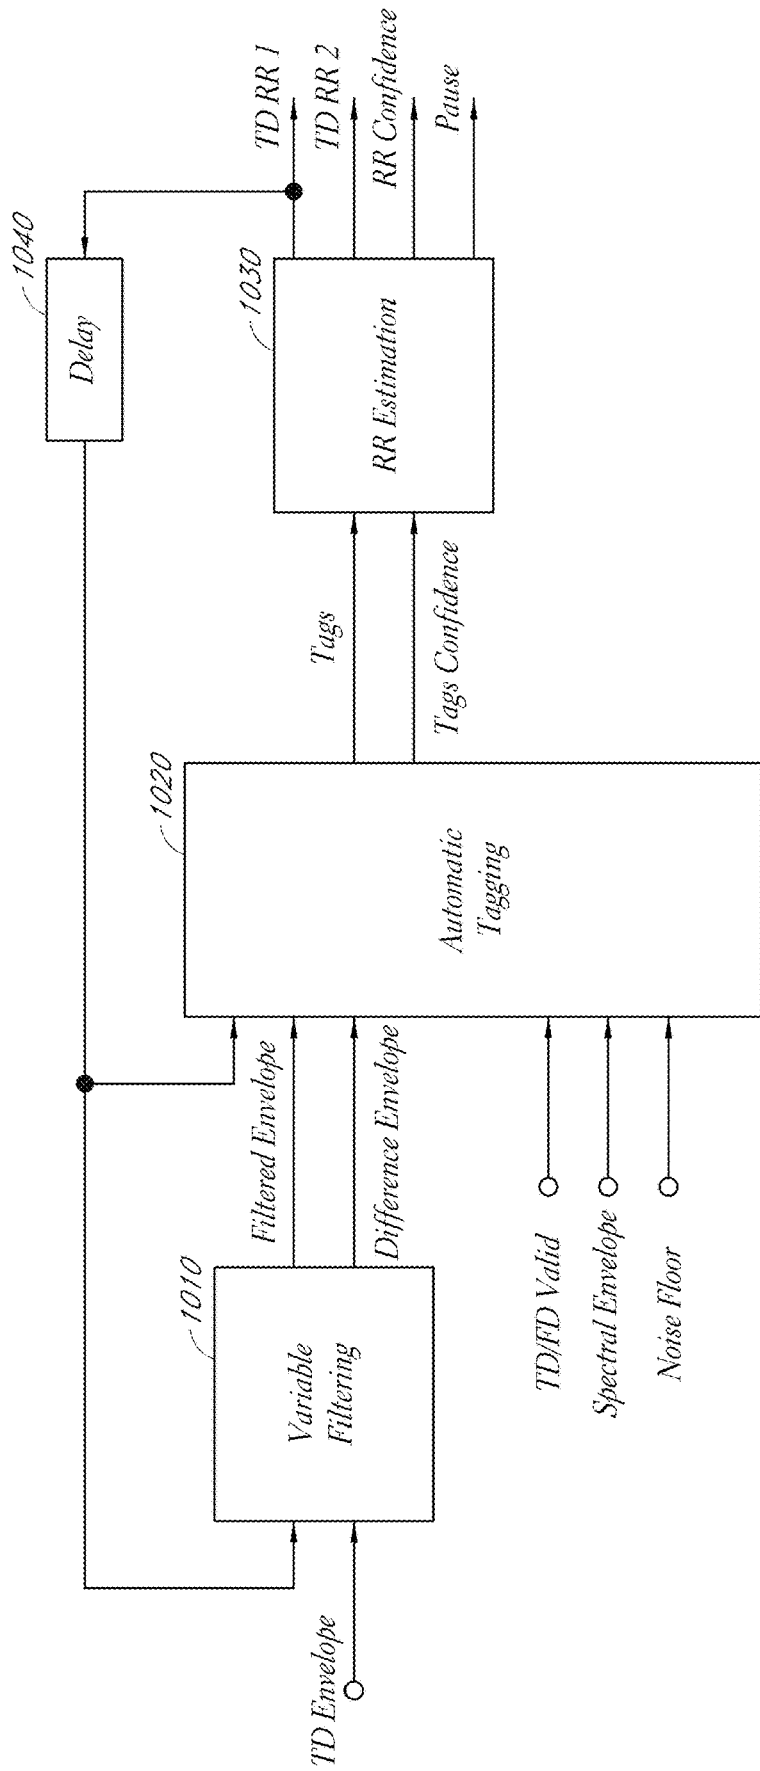 1040
Delay
TD RR 1
TD RR 2
RR Confidence
Pause
1030
RR Estimation
Tags
Tags Confidence
1020
Automatic
Tagging
Filtered Envelope
Difference Envelope
1010
Variable
Filtering
TD Envelope
TD/FD Valid
Spectral Envelope
Noise Floor